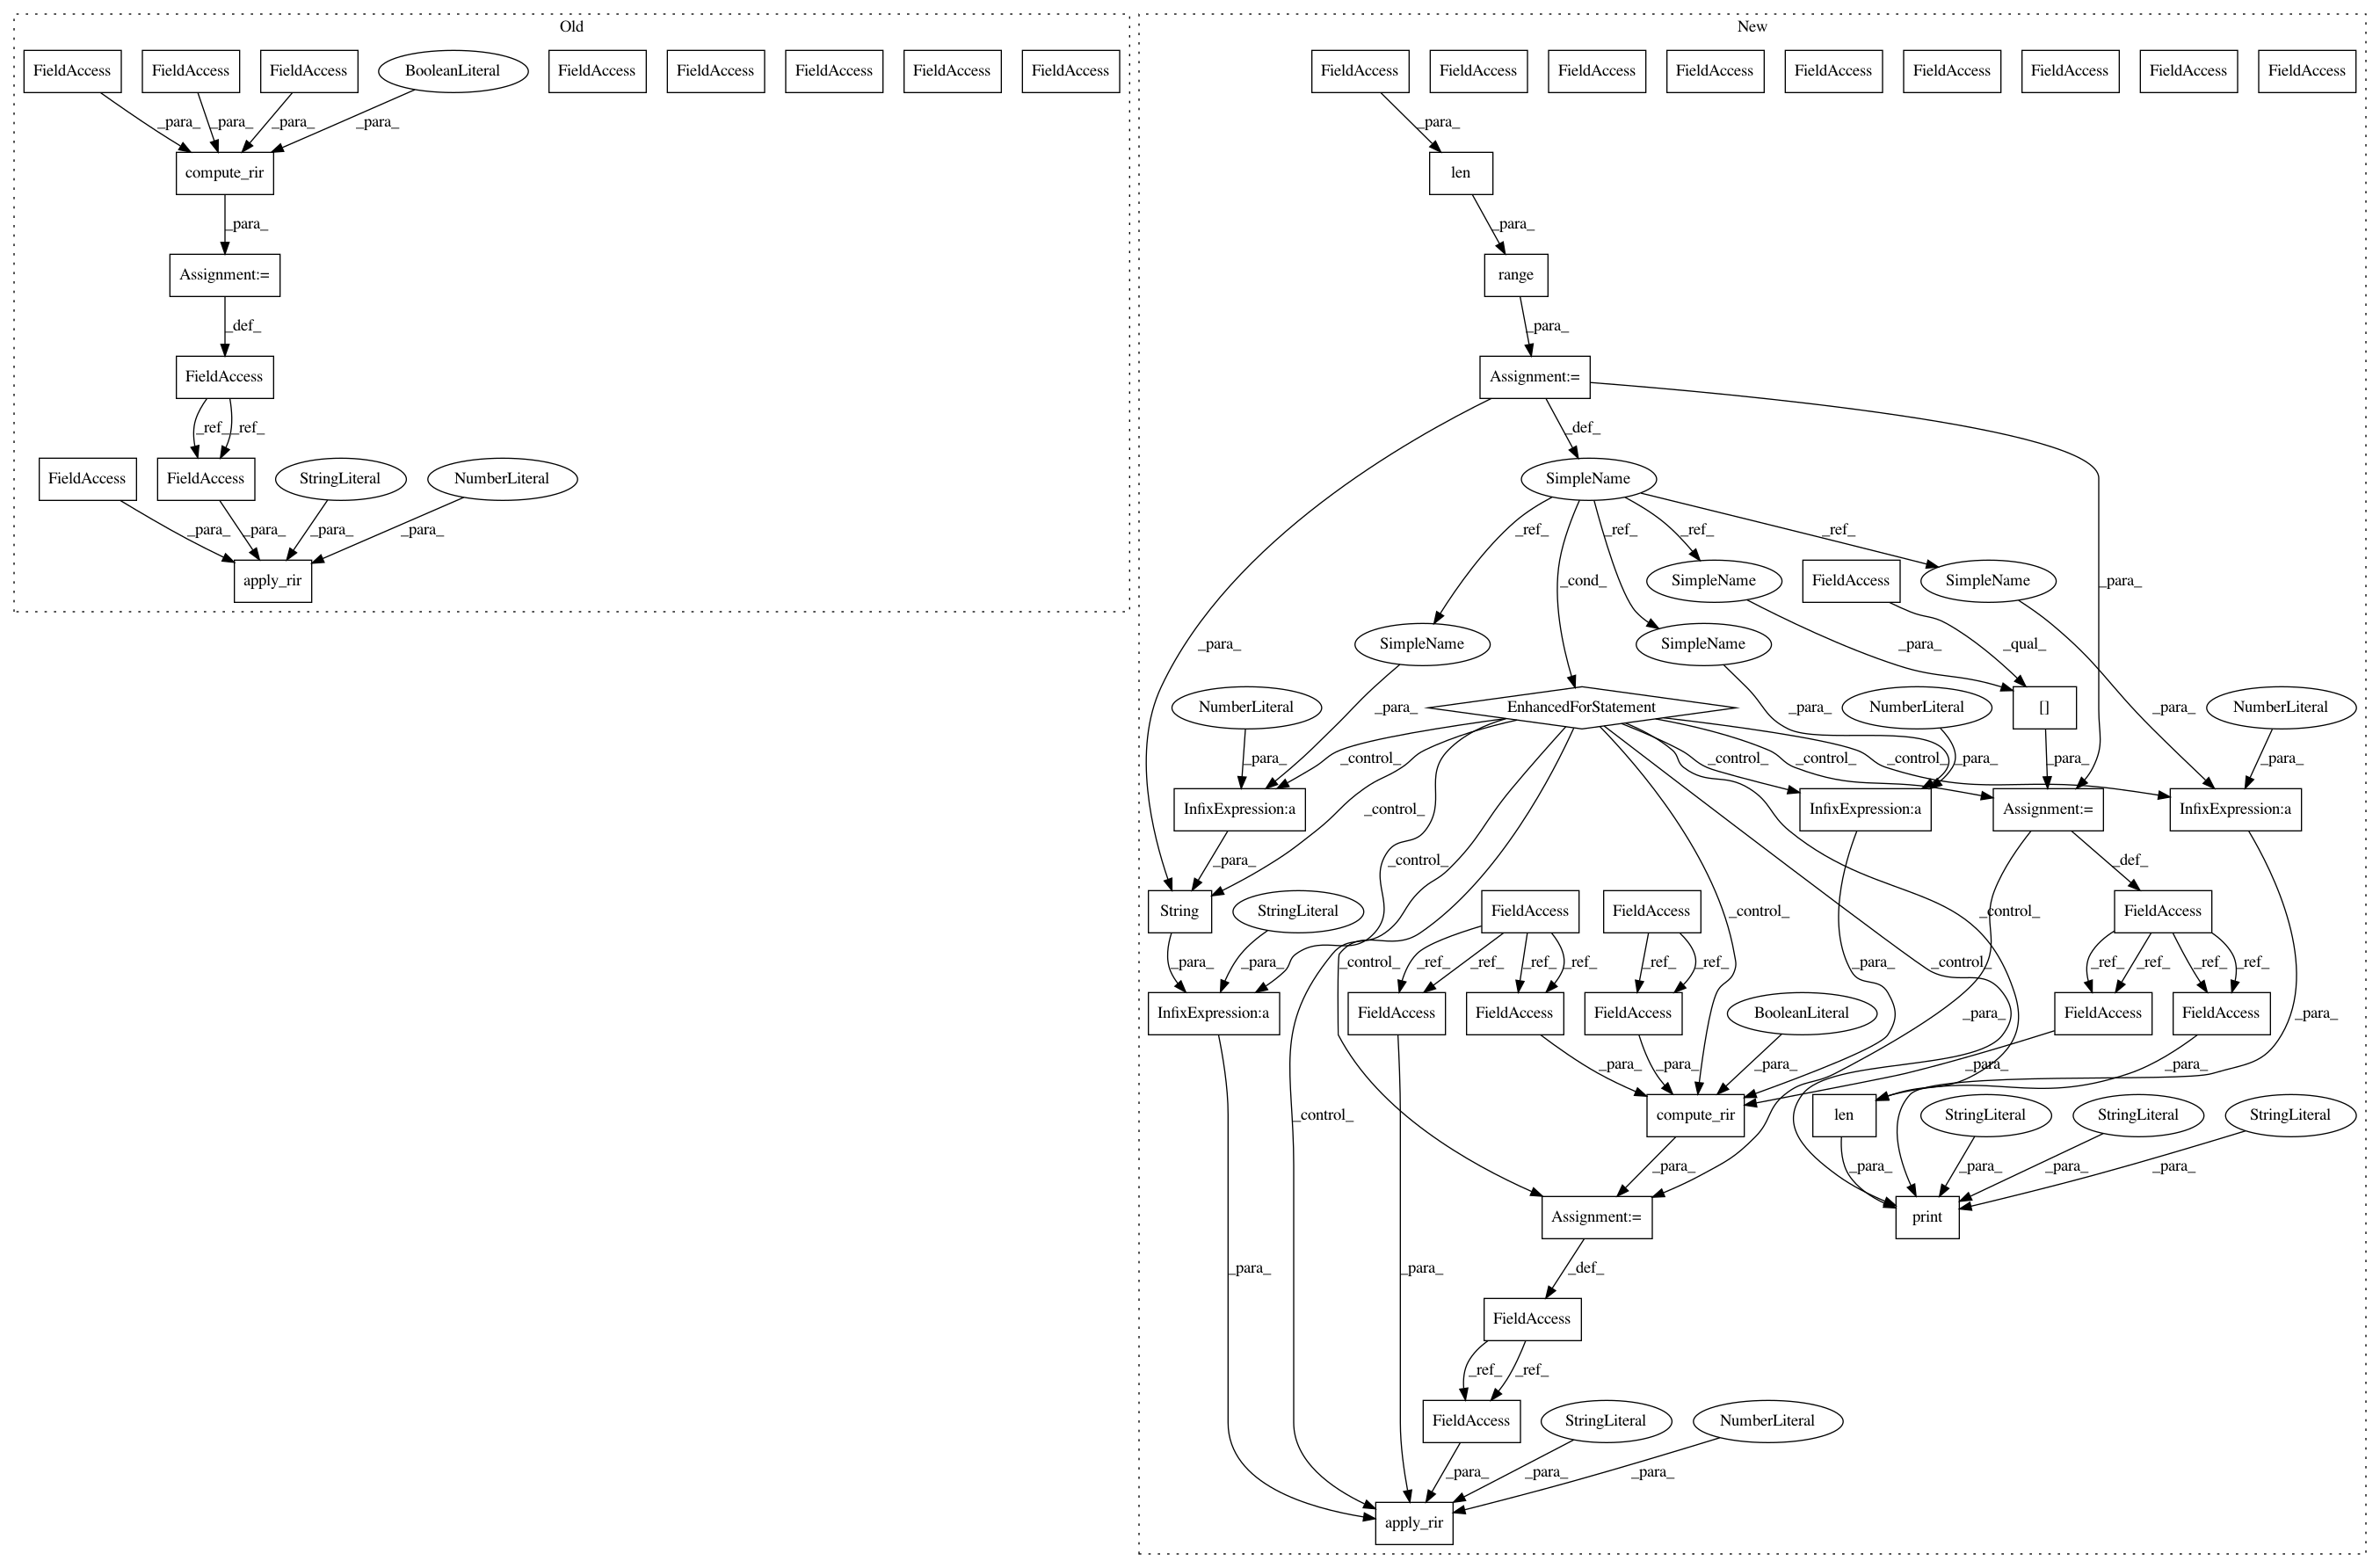 Old
New
FieldAccess FieldAccess FieldAccess BooleanLiteral FieldAccess FieldAccess FieldAccess FieldAccess FieldAccess
_para_ _para_ _para_ _para_
compute_rir
_para_
Assignment:=
_def_
FieldAccess
_ref_ _ref_
FieldAccess FieldAccess StringLiteral NumberLiteral
_para_ _para_ _para_ _para_
apply_rir
FieldAccess FieldAccess FieldAccess FieldAccess FieldAccess FieldAccess FieldAccess FieldAccess FieldAccess
_para_
len
_para_
range
_para_
Assignment:=
_def_
SimpleName
_ref_ _cond_ _ref_ _ref_ _ref_
SimpleName FieldAccess SimpleName
_para_
_para_ SimpleName SimpleName _para_ _qual_
NumberLiteral _para_ EnhancedForStatement _para_ NumberLiteral [] _para_ NumberLiteral
_para_ _control_ _control_ _para_ _control_ _control_ _para_ _para_
InfixExpression:a _control_ InfixExpression:a Assignment:= InfixExpression:a
_para_ _control_ _def_
String StringLiteral FieldAccess FieldAccess _control_ _control_ FieldAccess
_para_ _para_ _control_ _ref_ _ref_ _ref_ _ref_ _ref_ _ref_ _para_ _control_ _ref_ _ref_ _ref_ _ref_
InfixExpression:a FieldAccess FieldAccess FieldAccess BooleanLiteral _para_ FieldAccess FieldAccess _para_
_para_ _para_ _para_ _para_ _para_
_control_ compute_rir len StringLiteral StringLiteral StringLiteral
_para_ _para_ _para_ _para_ _para_
Assignment:= print
_para_ _para_ _def_
FieldAccess
_ref_ _ref_
FieldAccess StringLiteral NumberLiteral
_para_ _para_ _para_
apply_rir